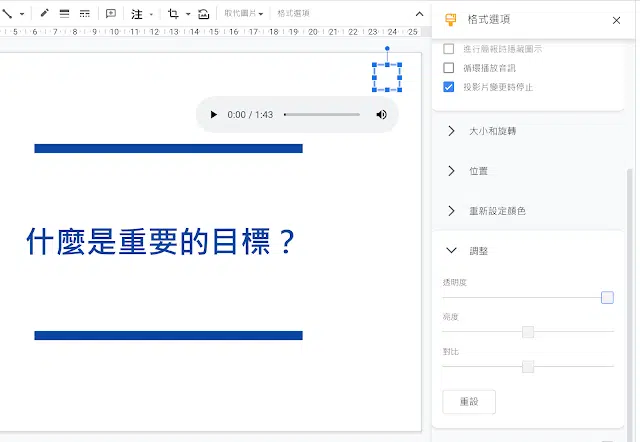 注
取代圖片
格式選項
5 6 7 8 9 10 11 12 13 14 15 16 17 18 19 20 21 22 23 24 25
0:00 / 1:43
什麼是重要的目標？
格式選項
進行簡報時隱藏圖示
循環播放音訊
投影片變更時停止
大小和旋轉
位置
重新設定顏色
調整
透明度
亮度
對比
重設